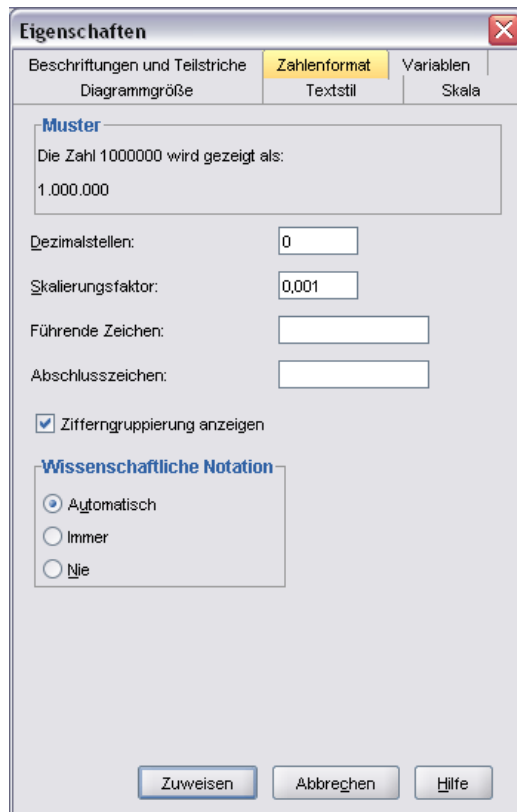 Eigenschaften
Beschriftungen und Teilstriche Zahlenformat Variablen
Diagrammgröße Textstil Skala
Muster
Die Zahl 1000000 wird gezeigt als:
1.000.000
Dezimalstellen: 0
Skalierungsfaktor: 0,001
Führende Zeichen:
Abschlusszeichen:
Zifferngruppierung anzeigen
Wissenschaftliche Notation
Automatisch
Immer
Nie
Zuweisen Abbrechen Hilfe